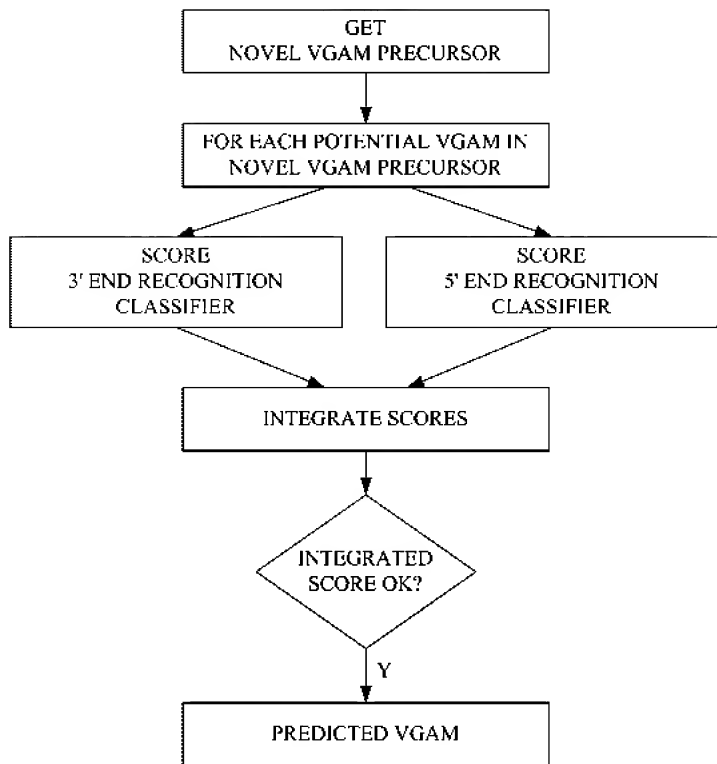 GET
NOVEL VGAM PRECURSOR
FOR EACH POTENTIAL VGAM IN
NOVEL VGAM PRECURSOR
SCORE
3' END RECOGNITION
CLASSIFIER
SCORE
5' END RECOGNITION
CLASSIFIER
INTEGRATE SCORES
INTEGRATED
SCORE OK?
Y
PREDICTED VGAM